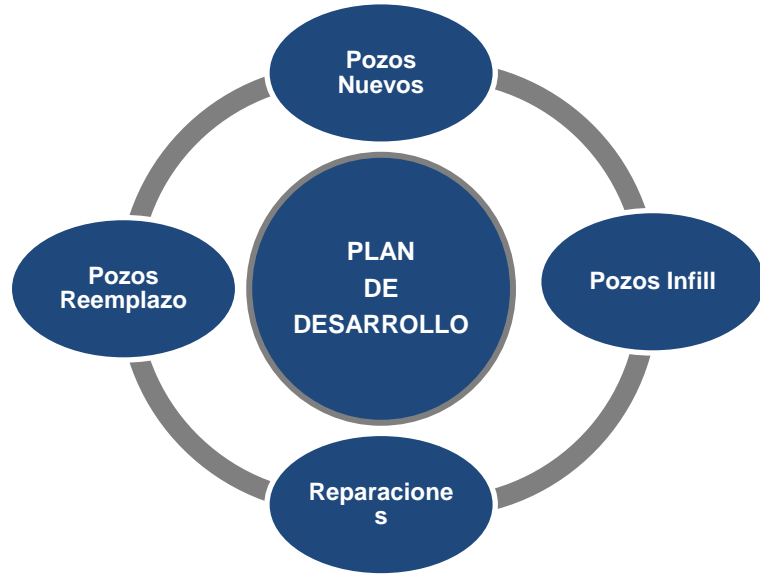 Pozos
Nuevos
Pozos
Reemplazo
PLAN
DE
DESARROLLO
Pozos Infill
Reparacione
s